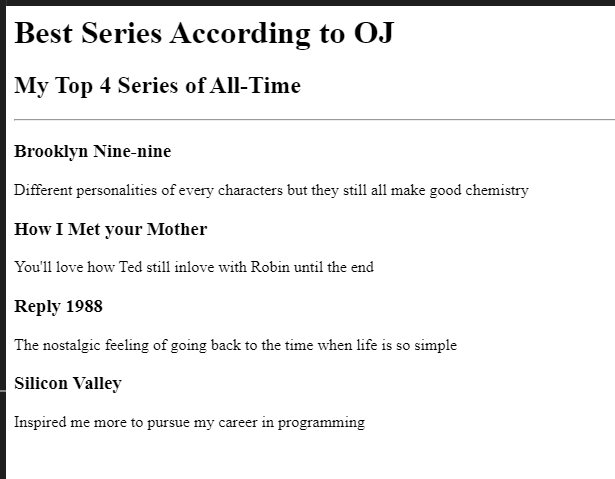 Best Series According to OJ
My Top 4 Series of All-Time
Brooklyn Nine-nine
Different personalities of every characters but they still all make good chemistry
How I Met your Mother
You'll love how Ted still inlove with Robin until the end
Reply 1988
The nostalgic feeling of going back to the time when life is so simple
Silicon Valley
Inspired me more to pursue my career in programming